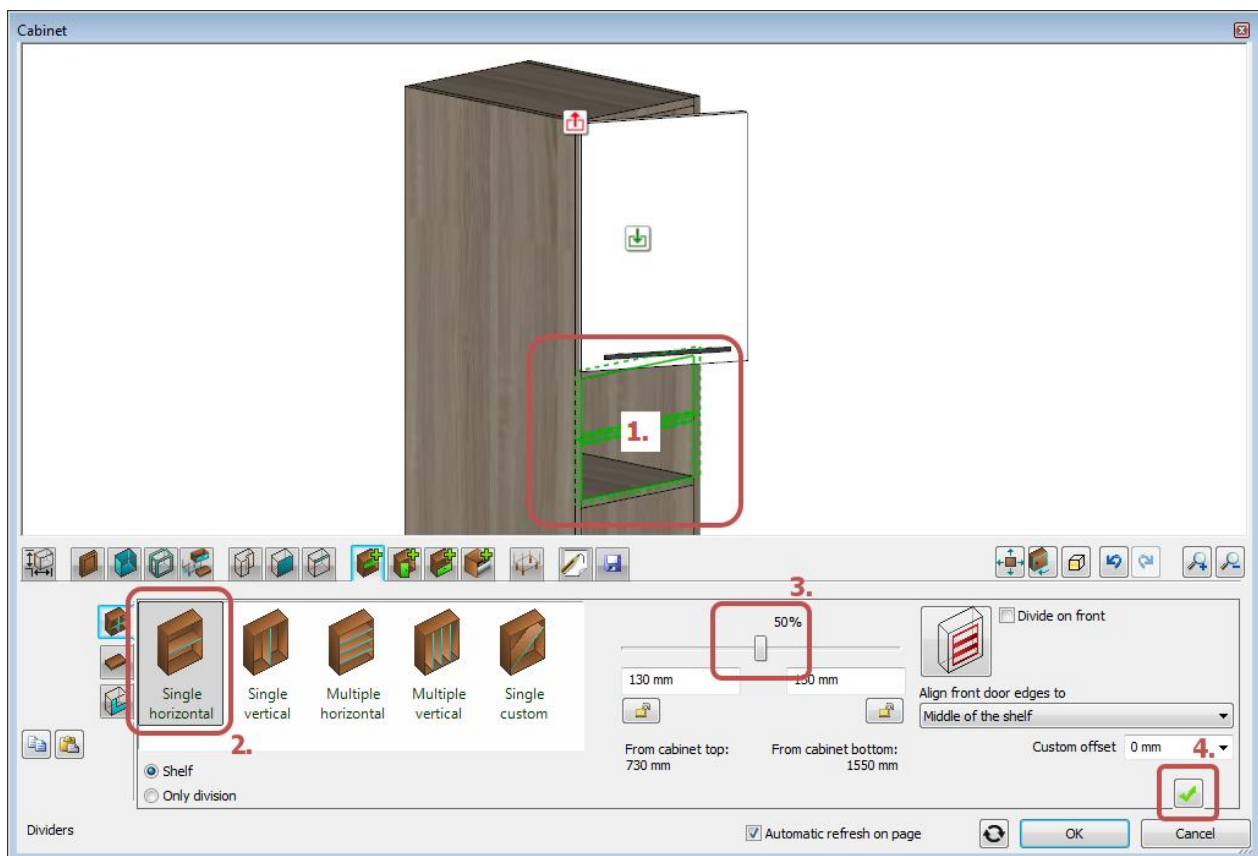 Cabinet
1.
3.
50%
Divide on front
130 mm
130 mm
Single
horizontal
Single
vertical
Multiple
horizontal
Multiple
vertical
Single
custom
Align front door edges to
Middle of the shelf
2.
From cabinet top:
730 mm
From cabinet bottom:
1550 mm
Custom offset
0 mm
4.
Shelf
Only division
Dividers
Automatic refresh on page
OK
Cancel